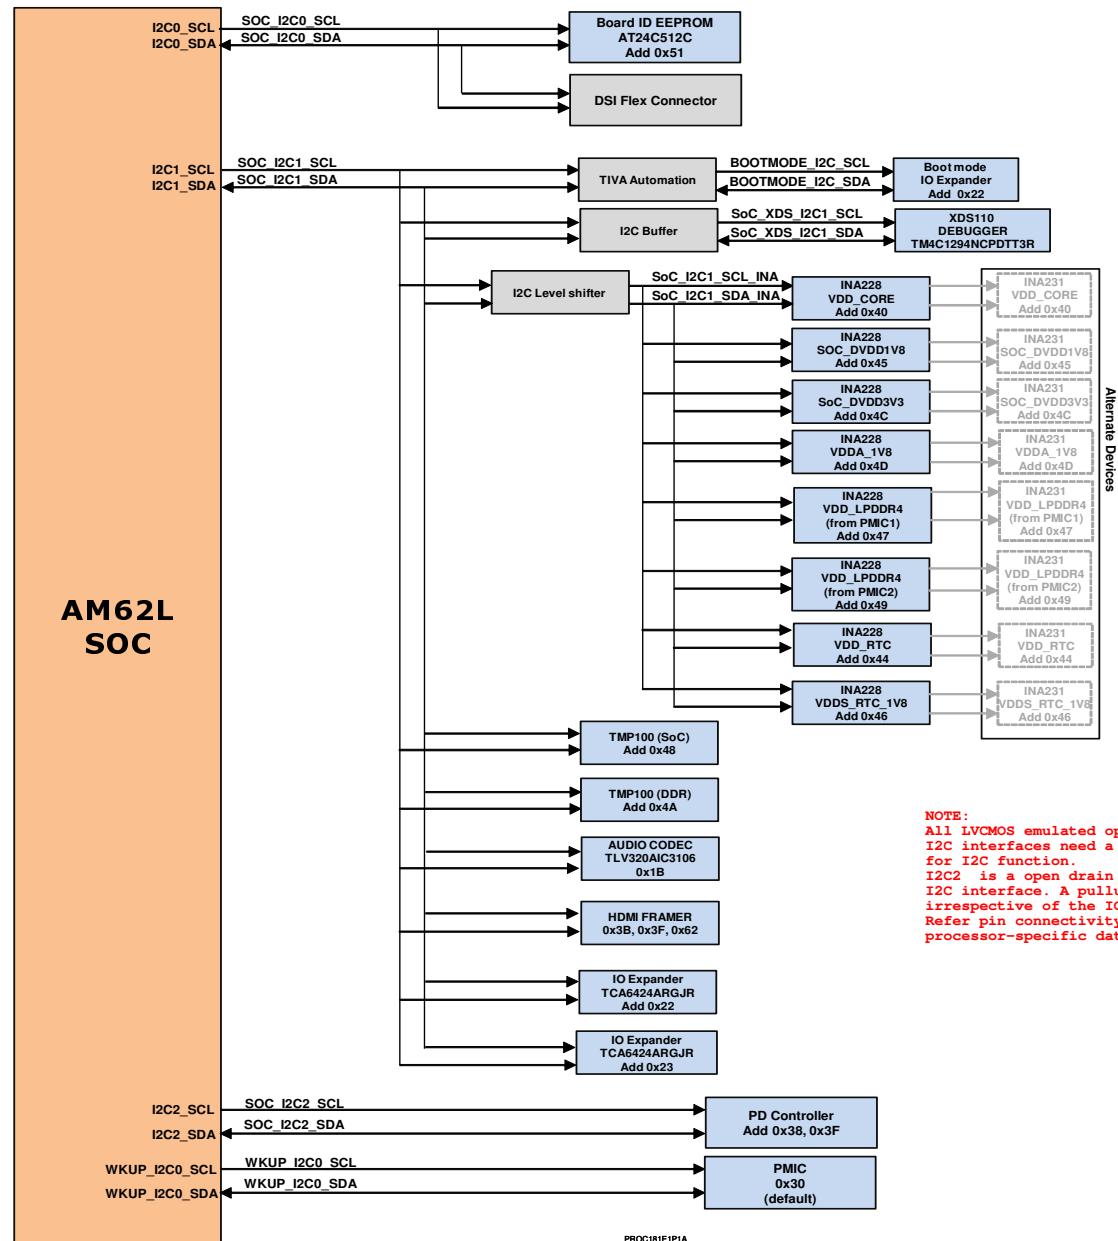 AM62L
SOC
I2C0_SCL
I2C0_SDA
SOC_I2C0_SCL
SOC_I2C0_SDA
Board ID EEPROM
AT24C512C
Add 0x51
DSI Flex Connector
I2C1_SCL
I2C1_SDA
SOC_I2C1_SCL
SOC_I2C1_SDA
TIVA Automation
BOOTMODE_I2C_SCL
BOOTMODE_I2C_SDA
Boot mode
IO Expander
Add 0x22
I2C Buffer
SoC_XDS_I2C1_SCL
SoC_XDS_I2C1_SDA
XDS110
DEBUGGER
TM4C1294NCPDTT3R
I2C Level shifter
SoC_I2C1_SCL_INA
SoC_I2C1_SDA_INA
INA228
VDD_CORE
Add 0x40
INA231
VDD_CORE
Add 0x40
INA228
SOC_DVDD1V8
Add 0x45
INA231
SOC_DVDD1V8
Add 0x45
INA228
SoC_DVDD3V3
Add 0x4C
INA231
SOC_DVDD3V3
Add 0x4C
INA228
VDDA_1V8
Add 0x4D
INA231
VDDA_1V8
Add 0x4D
INA228
VDD_LPDDR4
(from PMIC1)
Add 0x47
INA231
VDD_LPDDR4
(from PMIC1)
Add 0x47
INA228
VDD_LPDDR4
(from PMIC2)
Add 0x49
INA231
VDD_LPDDR4
(from PMIC2)
Add 0x49
INA228
VDD_RTC
Add 0x44
INA231
VDD_RTC
Add 0x44
INA228
VDDS_RTC_1V8
Add 0x46
INA231
VDDS_RTC_1V8
Add 0x46
Alternate Devices
TMP100 (SoC)
Add 0x48
TMP100 (DDR)
Add 0x4A
AUDIO CODEC
TLV320AIC3106
0x1B
HDMI FRAMER
0x3B, 0x3F, 0x62
IO Expander
TCA6424ARGJR
Add 0x22
IO Expander
TCA6424ARGJR
Add 0x23
NOTE:
All LVCMOS emulated
I2C interfaces need a
for I2C function.
I2C2 is a open drain
I2C interface. A
irrespective of the
Refer pin connectivity
processor-specific
I2C2_SCL
I2C2_SDA
SOC_I2C2_SCL
SOC_I2C2_SDA
PD Controller
Add 0x38, 0x3F
WKUP_I2C0_SCL
WKUP_I2C0_SDA
WKUP_I2C0_SCL
WKUP_I2C0_SDA
PMIC
0x30
(default)
PROC181E1P1A